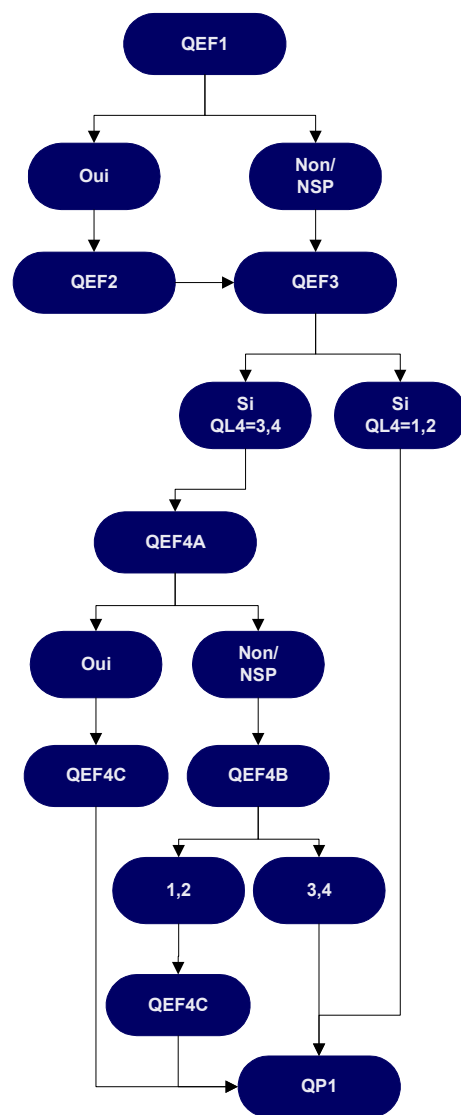 QEF1
Oui
Non/
NSP
QEF2
QEF3
Si
QL4=3,4
Si
QL4=1,2
QEF4A
Oui
Non/
NSP
QEF4C
QEF4B
1,2
3,4
QEF4C
QP1